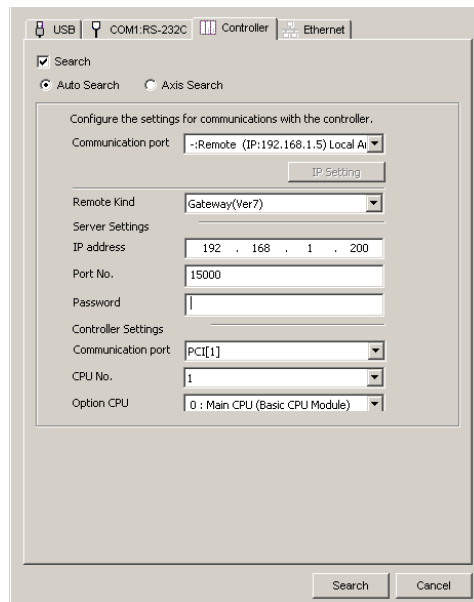 USB COM1:RS-232C Controller Ethernet
Search
Auto Search Axis Search
Configure the settings for communications with the controller.
Communication port -:Remote (IP:192.168.1.5) Local
IP Setting
Remote Kind Gateway(Ver7)
Server Settings
IP address 192 . 168 . 1 . 200
Port No. 15000
Password
Controller Settings
Communication port PCI[1]
CPU No. 1
Option CPU 0 : Main CPU (Basic CPU Module)
Search Cancel